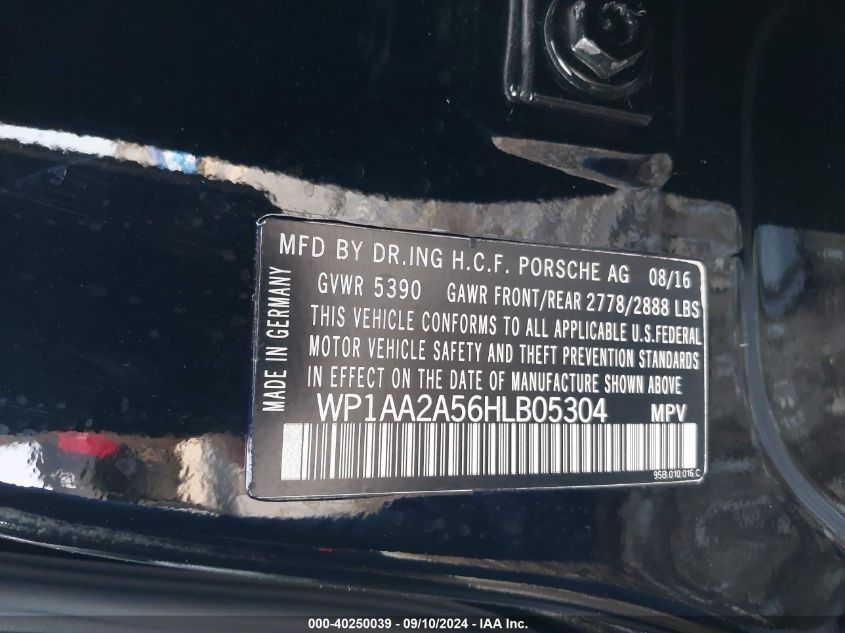 MFD BY DR.ING H.C.F. PORSCHE AG 08/16
GVWR 5390 GAWR FRONT/REAR 2778/2888 LBS
THIS VEHICLE CONFORMS TO ALL APPLICABLE U.S.FEDERAL
MOTOR VEHICLE SAFETY AND THEFT PREVENTION STANDARDS
IN EFFECT ON THE DATE OF MANUFACTURE SHOWN ABOVE
WP1AA2A56HLB05304 MPV
95B.010.016.C
MADE IN GERMANY
000-40250039 - 09/10/2024 - IAA Inc.